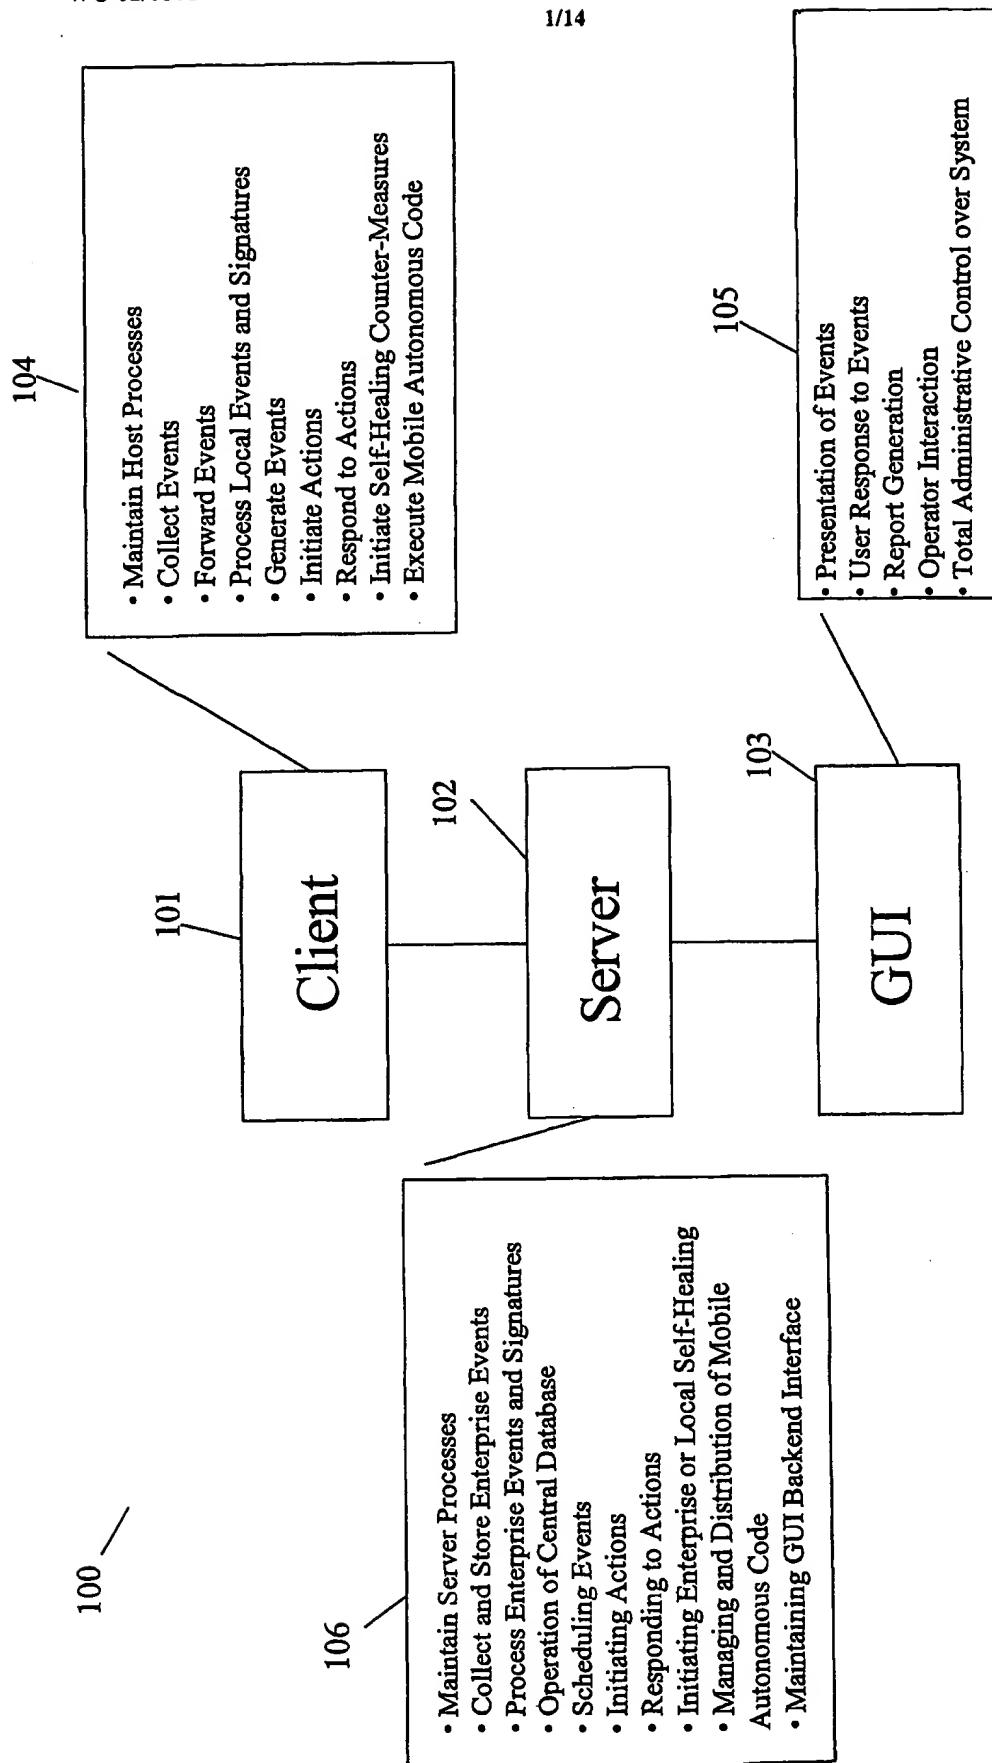 1/14
100
101
Client
102
Server
103
GUI
104
• Maintain Host Processes
• Collect Events
• Forward Events
• Process Local Events and Signatures
• Generate Events
• Initiate Actions
• Respond to Actions
• Initiate Self-Healing Counter-Measures
• Execute Mobile Autonomous Code
105
• Presentation of Events
• User Response to Events
• Report Generation
• Operator Interaction
• Total Administrative Control over System
106
• Maintain Server Processes
• Collect and Store Enterprise Events
• Process Enterprise Events and Signatures
• Operation of Central Database
• Scheduling Events
• Initiating Actions
• Responding to Actions
• Initiating Enterprise or Local Self-Healing
• Managing and Distribution of Mobile
Autonomous Code
• Maintaining GUI Backend Interface